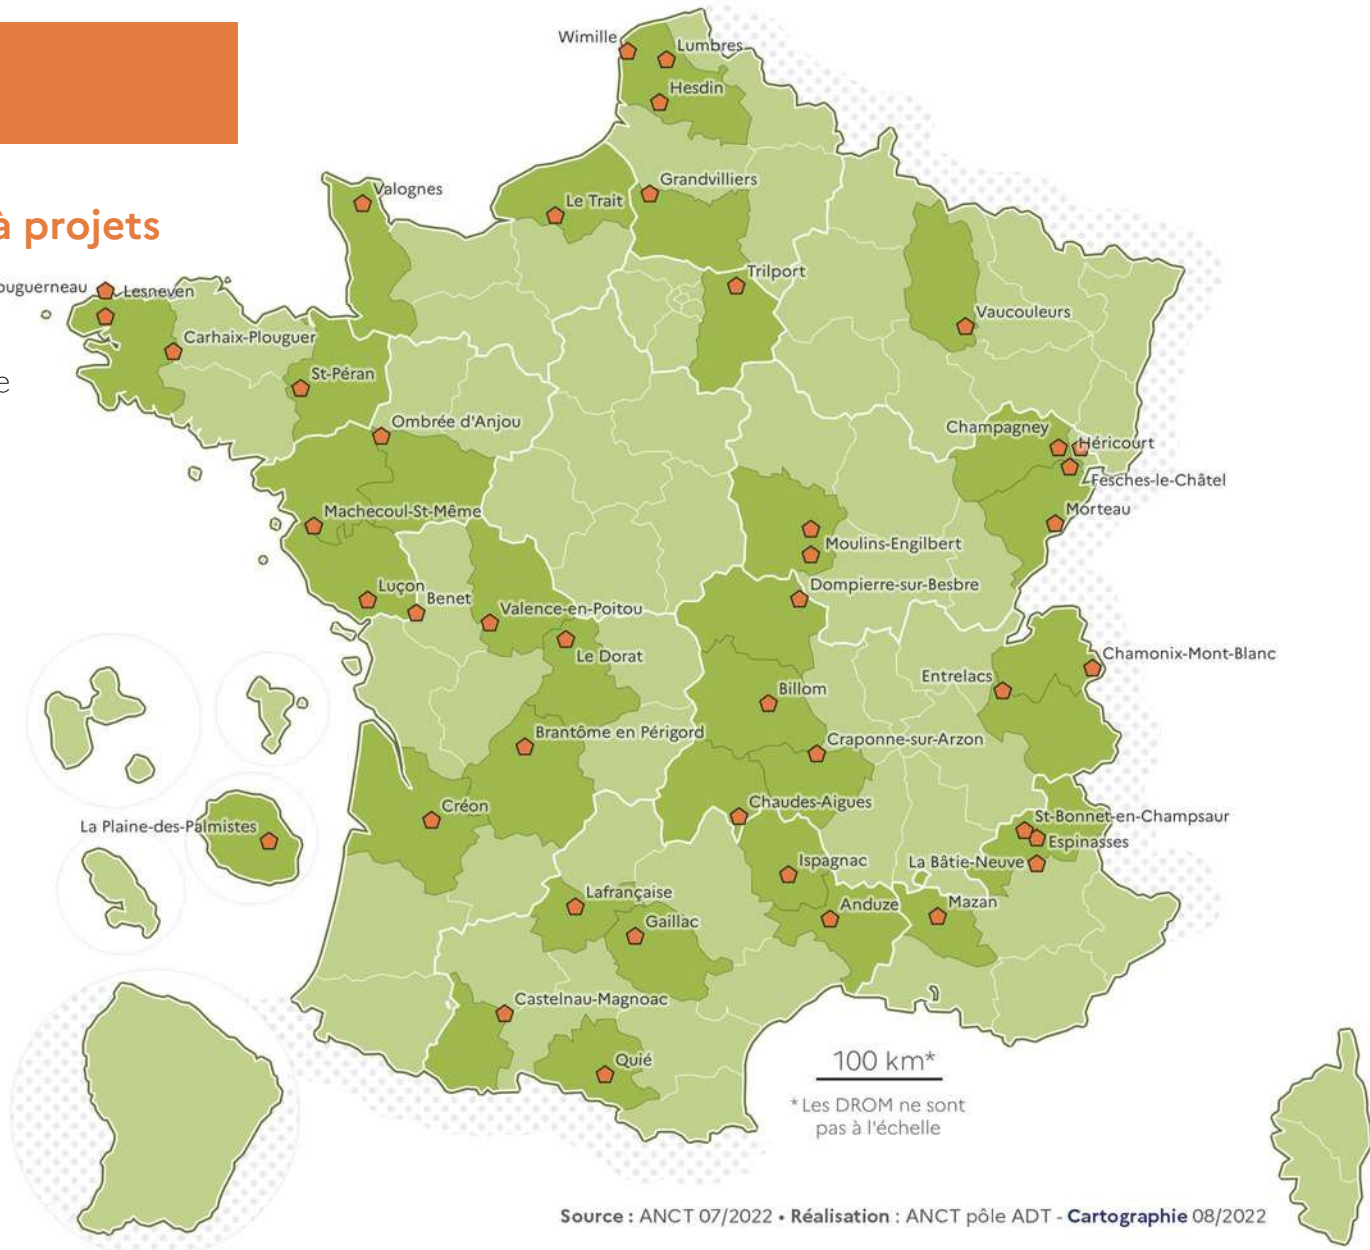 Wimille
Lumbres
Hesdin
Valognes
Grandvilliers
Le Trait
à projets
Trilport
ouguerneau
Lesneven
Vaucouleurs
Carhaix-Plouguer
St-Péran
e
Ombrée d'Anjou
Champagney
Héricourt
Fesches-le-Châtel
Machecoul-St-Même
Morteau
Moulins-Engilbert
Luçon
Benet
Dompierre-sur-Besbre
Valence-en-Poitou
Le Dorat
Chamonix-Mont-Blanc
Entrelacs
Billom
Brantôme en Périgord
Craponne-sur-Arzon
Créon
Chaudes-Aigues
St-Bonnet-en-Champsaur
La Plaine-des-Palmistes
Espinasses
Ispagnac
La Bâtie-Neuve
Lafrançaise
Anduze
Mazan
Gaillac
Castelnau-Magnoac
Quié
100 km*
*Les DROM ne sont
pas à l'échelle
Source : ANCT 07/2022 • Réalisation : ANCT pôle ADT - Cartographie 08/2022